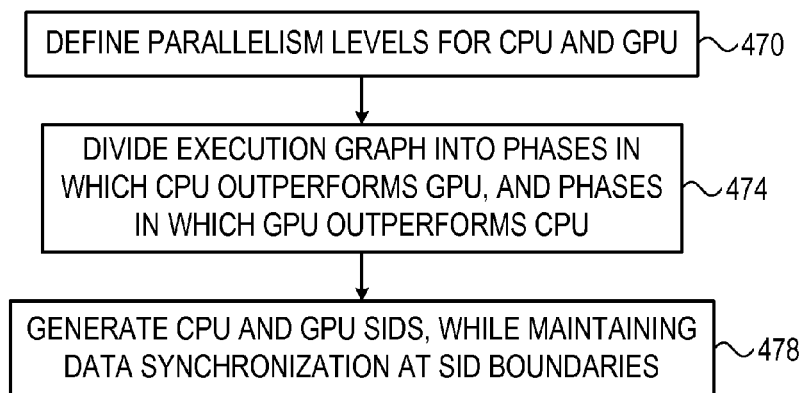 DEFINE PARALLELISM LEVELS FOR CPU AND GPU
470
DIVIDE EXECUTION GRAPH INTO PHASES IN
WHICH CPU OUTPERFORMS GPU, AND PHASES
IN WHICH GPU OUTPERFORMS CPU
474
GENERATE CPU AND GPU SIDS, WHILE MAINTAINING
DATA SYNCHRONIZATION AT SID BOUNDARIES
478